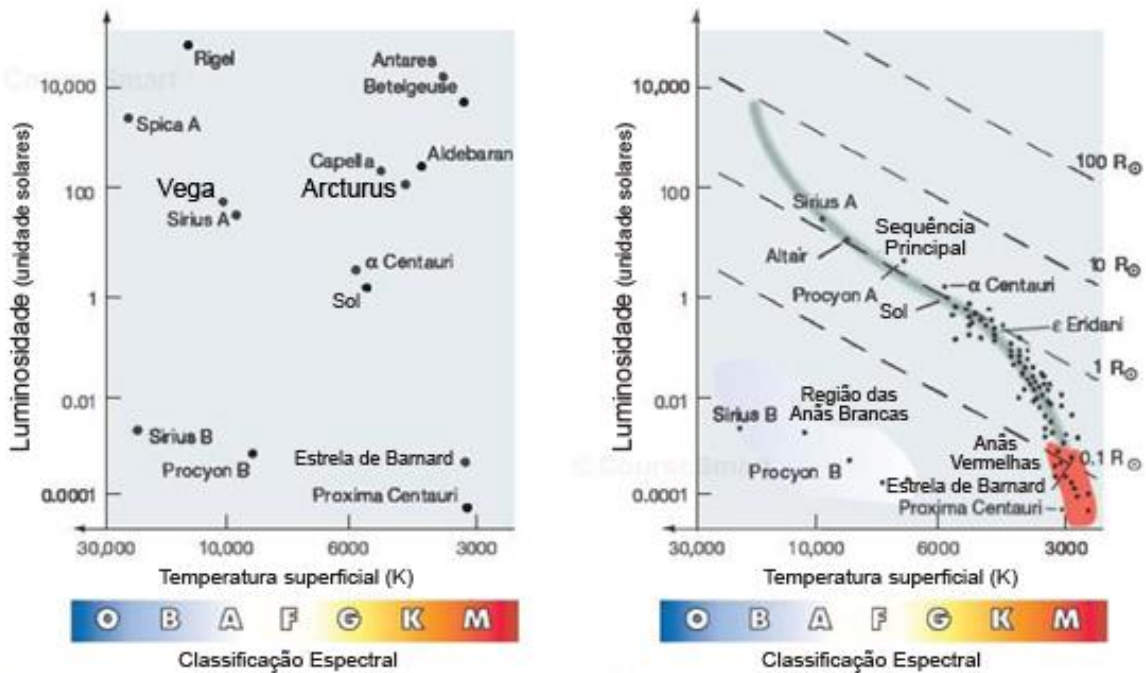 Luminosidade (unidade solares)
10,000
100
1
0.01
0.0001
Rigel
Antares
Betelgeuse
Spica A
Capella
Aldebaran
Vega
Arcturus
Sírius A
α Centauri
Sol
Sirius B
Procyon B
Estrela de Barnard
Proxima Centauri
30,000 10,000 6000 3000
Temperatura superficial (K)
O B A F G K M
Classificação Espectral
Luminosidade (unidade solares)
10,000
100
1
0.01
0.0001
100 R⊙
Sirius A
Sequência
Principal
Altair
10 R⊙
Procyon A
α Centauri
Sol
ε Eridani
1 R⊙
Região das
Anãs Brancas
Sirius B
Anãs
Vermelhas
0.1 R⊙
Procyon B
Estrela de Barnard
Proxima Centauri
30,000 10,000 6000 3000
Temperatura superficial (K)
O B A F G K M
Classificação Espectral